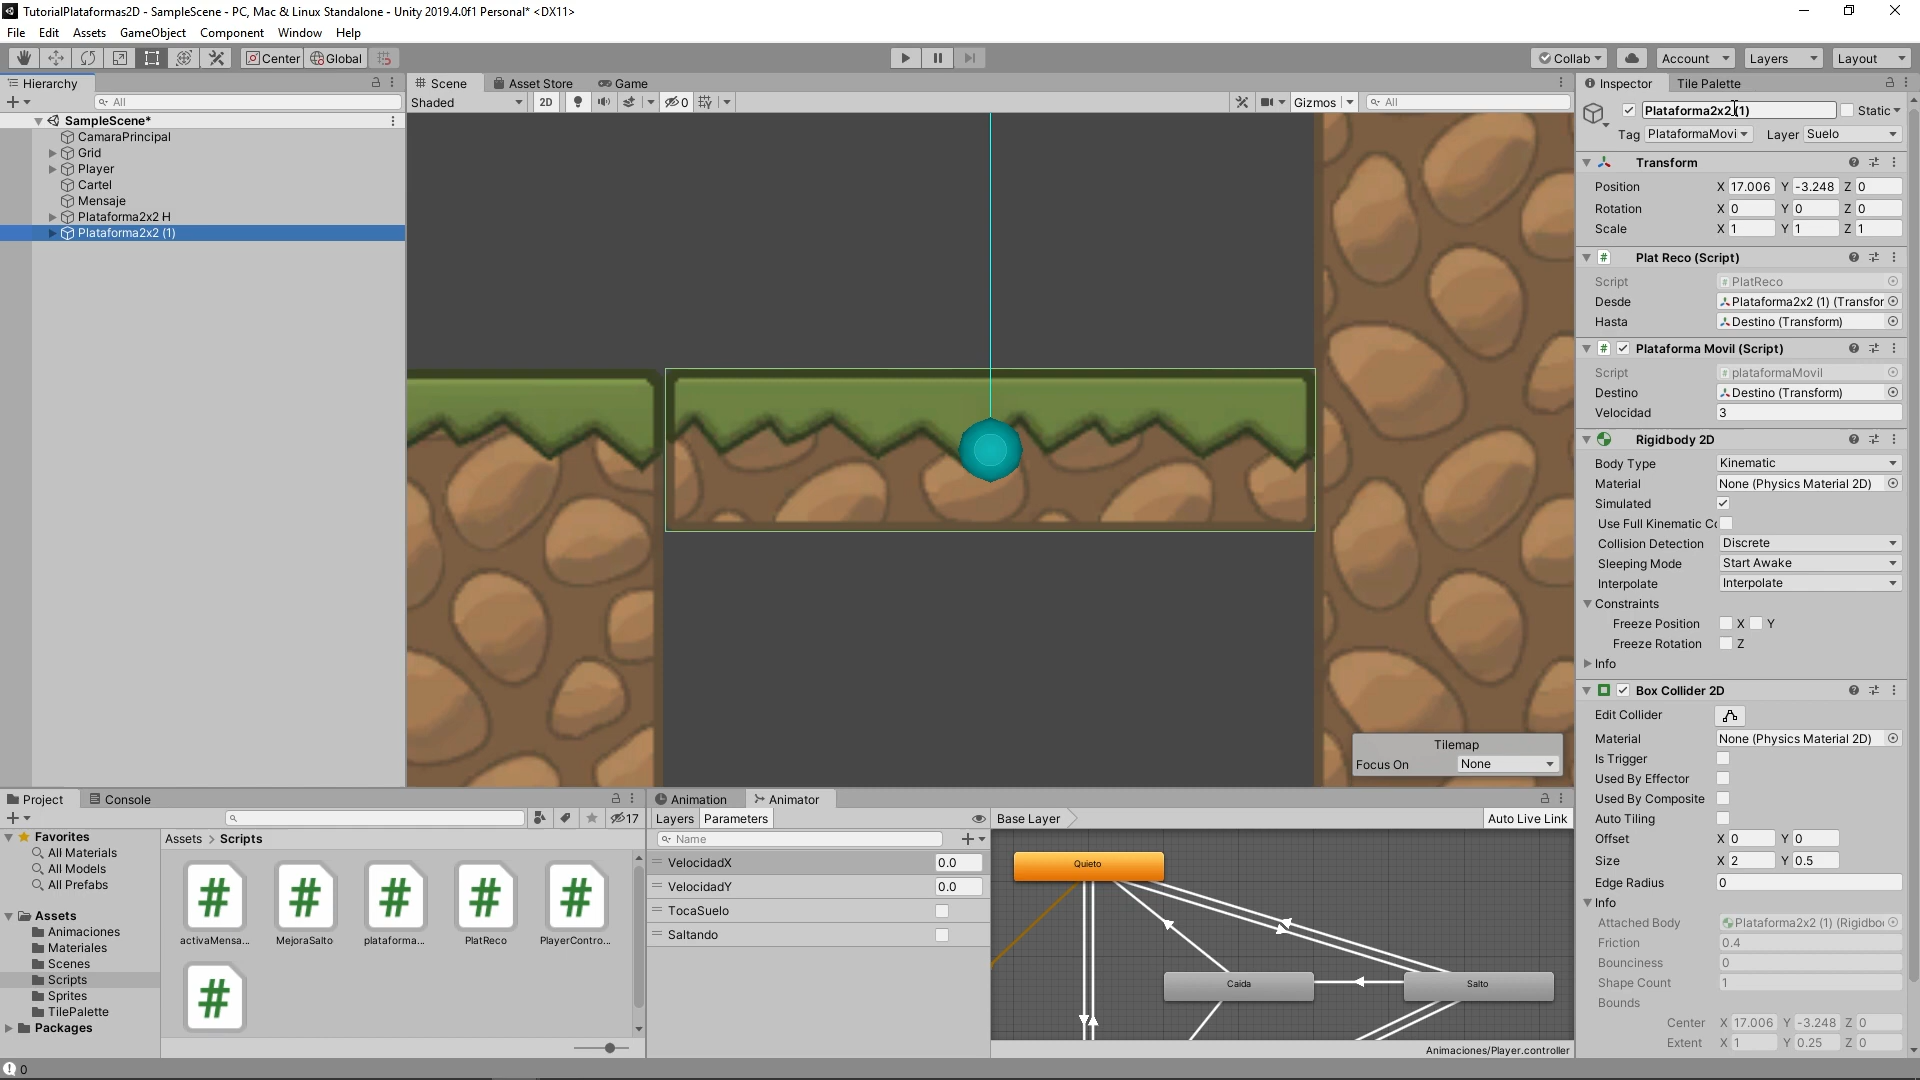 TutorialPlataformas2D - SampleScene - PC, Mac & Linux Standalone - Unity 2019.4.0f1 Personal* <DX11>
File Edit Assets GameObject Component Window Help
Center Global
Collab Account Layers Layout
Hierarchy
All
SampleScene*
CamaraPrincipal
Grid
Player
Cartel
Mensaje
Plataforma2x2 H
Plataforma2x2 (1)
Scene Asset Store Game
Shaded 2D 0 Gizmos All
Tilemap
Focus On None
Inspector Tile Palette
Plataforma2x2 (1) Static
Tag PlataformaMovi Layer Suelo
Transform
Position X 17.006 Y -3.248 Z 0
Rotation X 0 Y 0 Z 0
Scale X 1 Y 1 Z 1
# Plat Reco (Script)
Script # PlatReco
Desde Plataforma2x2 (1) (Transfor
Hasta Destino (Transform)
# Plataforma Movil (Script)
Script # plataformaMovil
Destino Destino (Transform)
Velocidad 3
Rigidbody 2D
Body Type Kinematic
Material None (Physics Material 2D)
Simulated
Use Full Kinematic Co
Collision Detection Discrete
Sleeping Mode Start Awake
Interpolate Interpolate
Constraints
Freeze Position X Y
Freeze Rotation Z
Info
Box Collider 2D
Edit Collider
Material None (Physics Material 2D)
Is Trigger
Used By Effector
Used By Composite
Auto Tiling
Offset X 0 Y 0
Size X 2 Y 0.5
Edge Radius 0
Info
Attached Body Plataforma2x2 (1) (Rigidbo
Friction 0.4
Bounciness 0
Shape Count 1
Bounds
Center X 17.006 Y -3.248 Z 0
Extent X 1 Y 0.25 Z 0
Project Console
17
Favorites
All Materials
All Models
All Prefabs
Assets
Animaciones
Materiales
Scenes
Scripts
Sprites
TilePalette
Packages
Assets > Scripts
# # # # #
activaMensa... MejoraSalto plataforma... PlatReco PlayerContro...
#
Animation Animator
Layers Parameters Base Layer Auto Live Link
Name
VelocidadX 0.0
VelocidadY 0.0
TocaSuelo
Saltando
Quieto
Caida
Salto
Animaciones/Player.controller
0